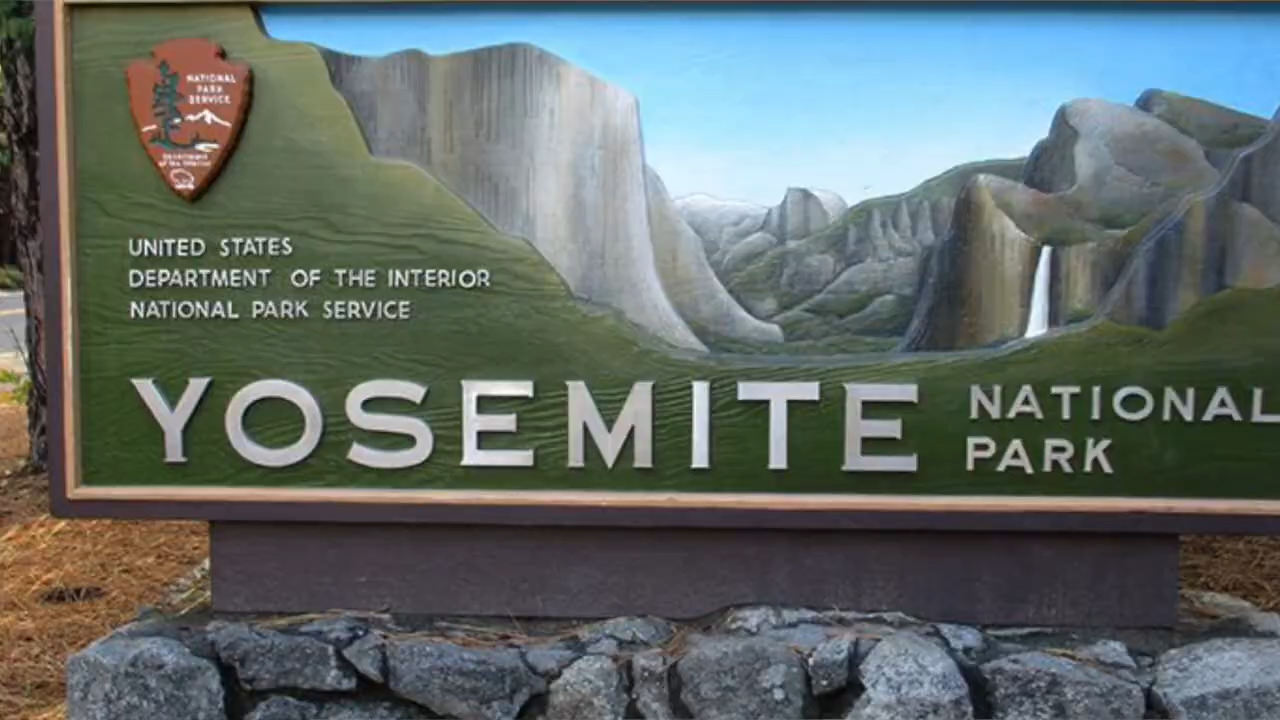 NATIONAL
PARK
SERVICE
UNITED STATES
DEPARTMENT OF THE INTERIOR
NATIONAL PARK SERVICE
YOSEMITE NATIONAL
PARK